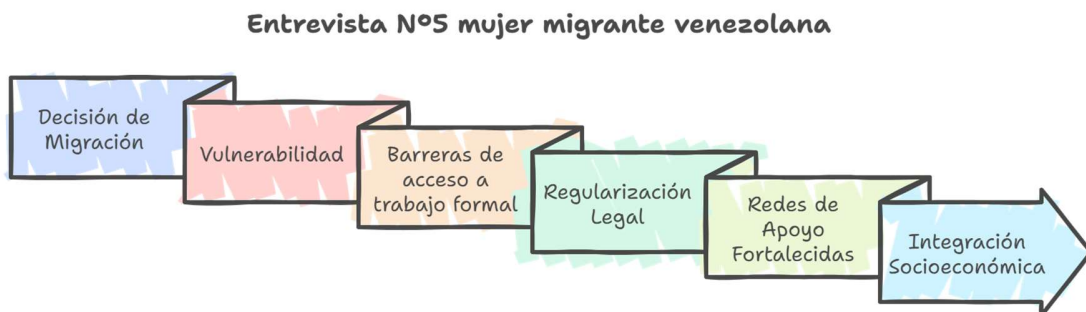 Entrevista Nº5 mujer migrante venezolana
Decisión de
Migración
Vulnerabilidad
Barreras de
acceso a
trabajo formal
Regularización
Legal
Redes de
Apoyo
Fortalecidas
Integración
Socioeconómica